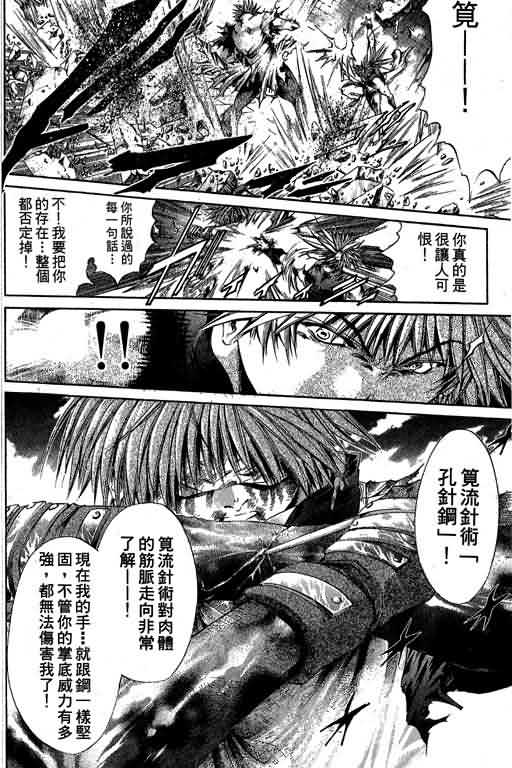 筧
——！
你真的是
很讓人可
恨！
你所說過的
每一句話…
不！我要把你
的存在…整個
都否定掉！
！！
筧流針術「
孔針鋼」！
筧流針術對肉體
的筋脈走向非常
了解——！
現在我的手…就跟鋼一樣堅
固，不管你的掌底威力有多
強，都無法傷害我了！